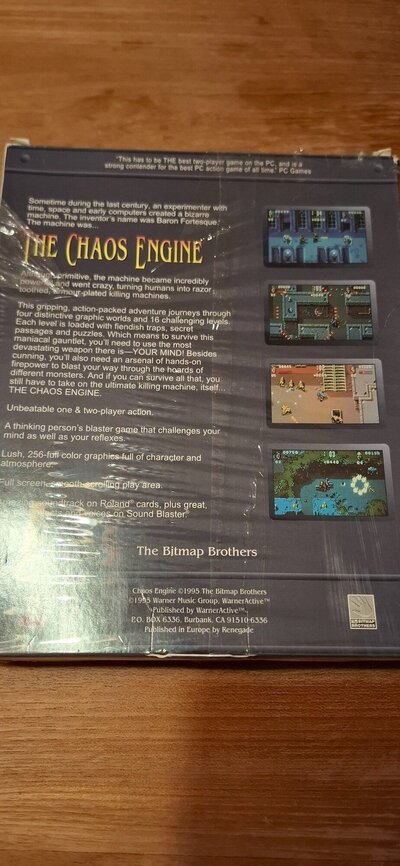 "This has to be THE best two-player game on the PC, and is a
strong contender for the best PC action game of all time." PC Games
Sometime during the last century, an experimenter with
time, space and early computers created a bizarre
machine. The inventor's name was Baron Fortesque.
The machine was...
THE CHAOS ENGINE
Although primitive, the machine became incredibly
powerful and went crazy, turning humans into razor
toothed, armour-plated killing machines.
This gripping, action-packed adventure journeys through
four distinctive graphic worlds and 16 challenging levels.
Each level is loaded with fiendish traps, secret
passages and puzzles. Which means to survive this
maniacal gauntlet, you'll need to use the most
devastating weapon there is—YOUR MIND! Besides
cunning, you'll also need an arsenal of hands-on
firepower to blast your way through the hoards of
different monsters. And if you can survive all that, you
still have to take on the ultimate killing machine, itself...
THE CHAOS ENGINE.
Unbeatable one & two-player action.
A thinking person's blaster game that challenges your
mind as well as your reflexes.
Lush, 256-full color graphics full of character and
atmosphere.
Full screen, smooth-scrolling play area.
soundtrack on Roland® cards, plus great,
voices on Sound Blaster.
The Bitmap Brothers
Chaos Engine ©1995 The Bitmap Brothers
©1995 Warner Music Group, WarnerActive™
Published by WarnerActive™
P.O. BOX 6336, Burbank, CA 91510-6336
Published in Europe by Renegade
BITMAP
BROTHERS